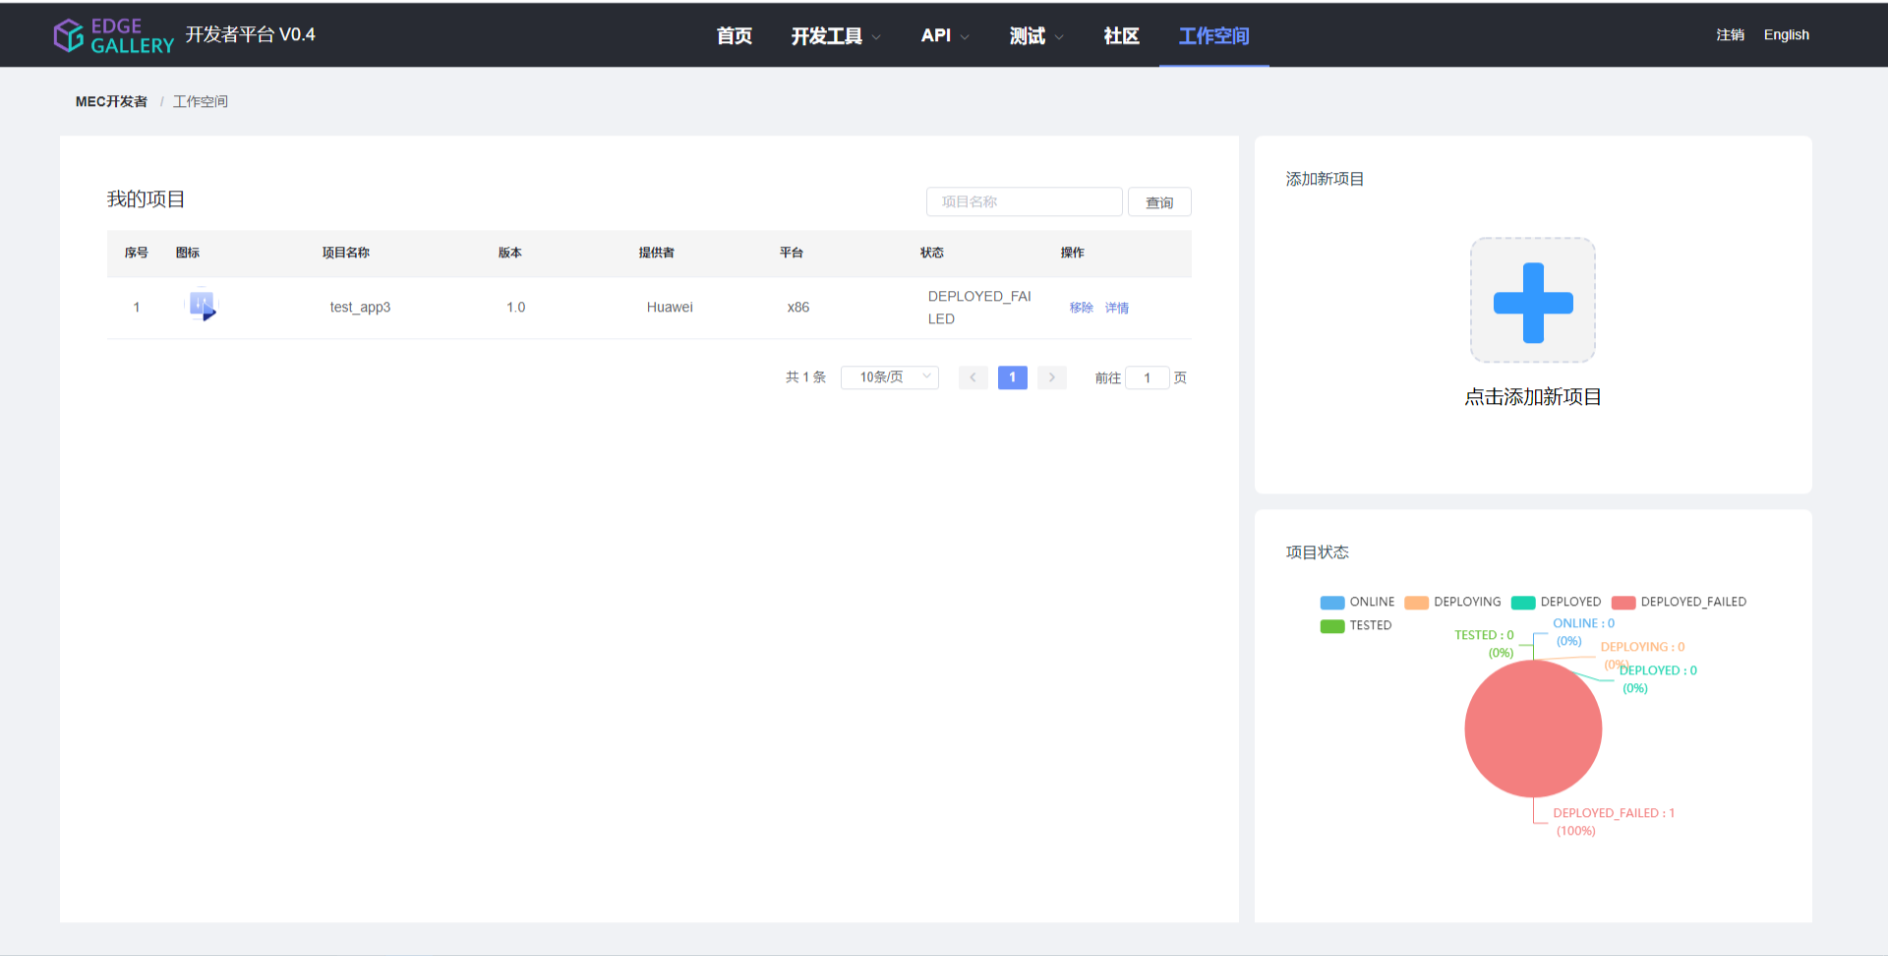 EDGE
GALLERY
开发者平台 V0.4
首页
开发工具
API
测试
社区
工作空间
注销
English
MEC开发者 / 工作空间
我的项目
项目名称
查询
序号 图标 项目名称 版本 提供者 平台 状态 操作
1 test_app3 1.0 Huawei x86 DEPLOYED_FAI
LED
移除 详情
共 1 条 10条/页 < 1 > 前往 1 页
添加新项目
点击添加新项目
项目状态
ONLINE DEPLOYING DEPLOYED DEPLOYED_FAILED
TESTED
TESTED : 0
(0%)
ONLINE : 0
(0%)
DEPLOYING : 0
(0%)
DEPLOYED : 0
(0%)
DEPLOYED_FAILED : 1
(100%)